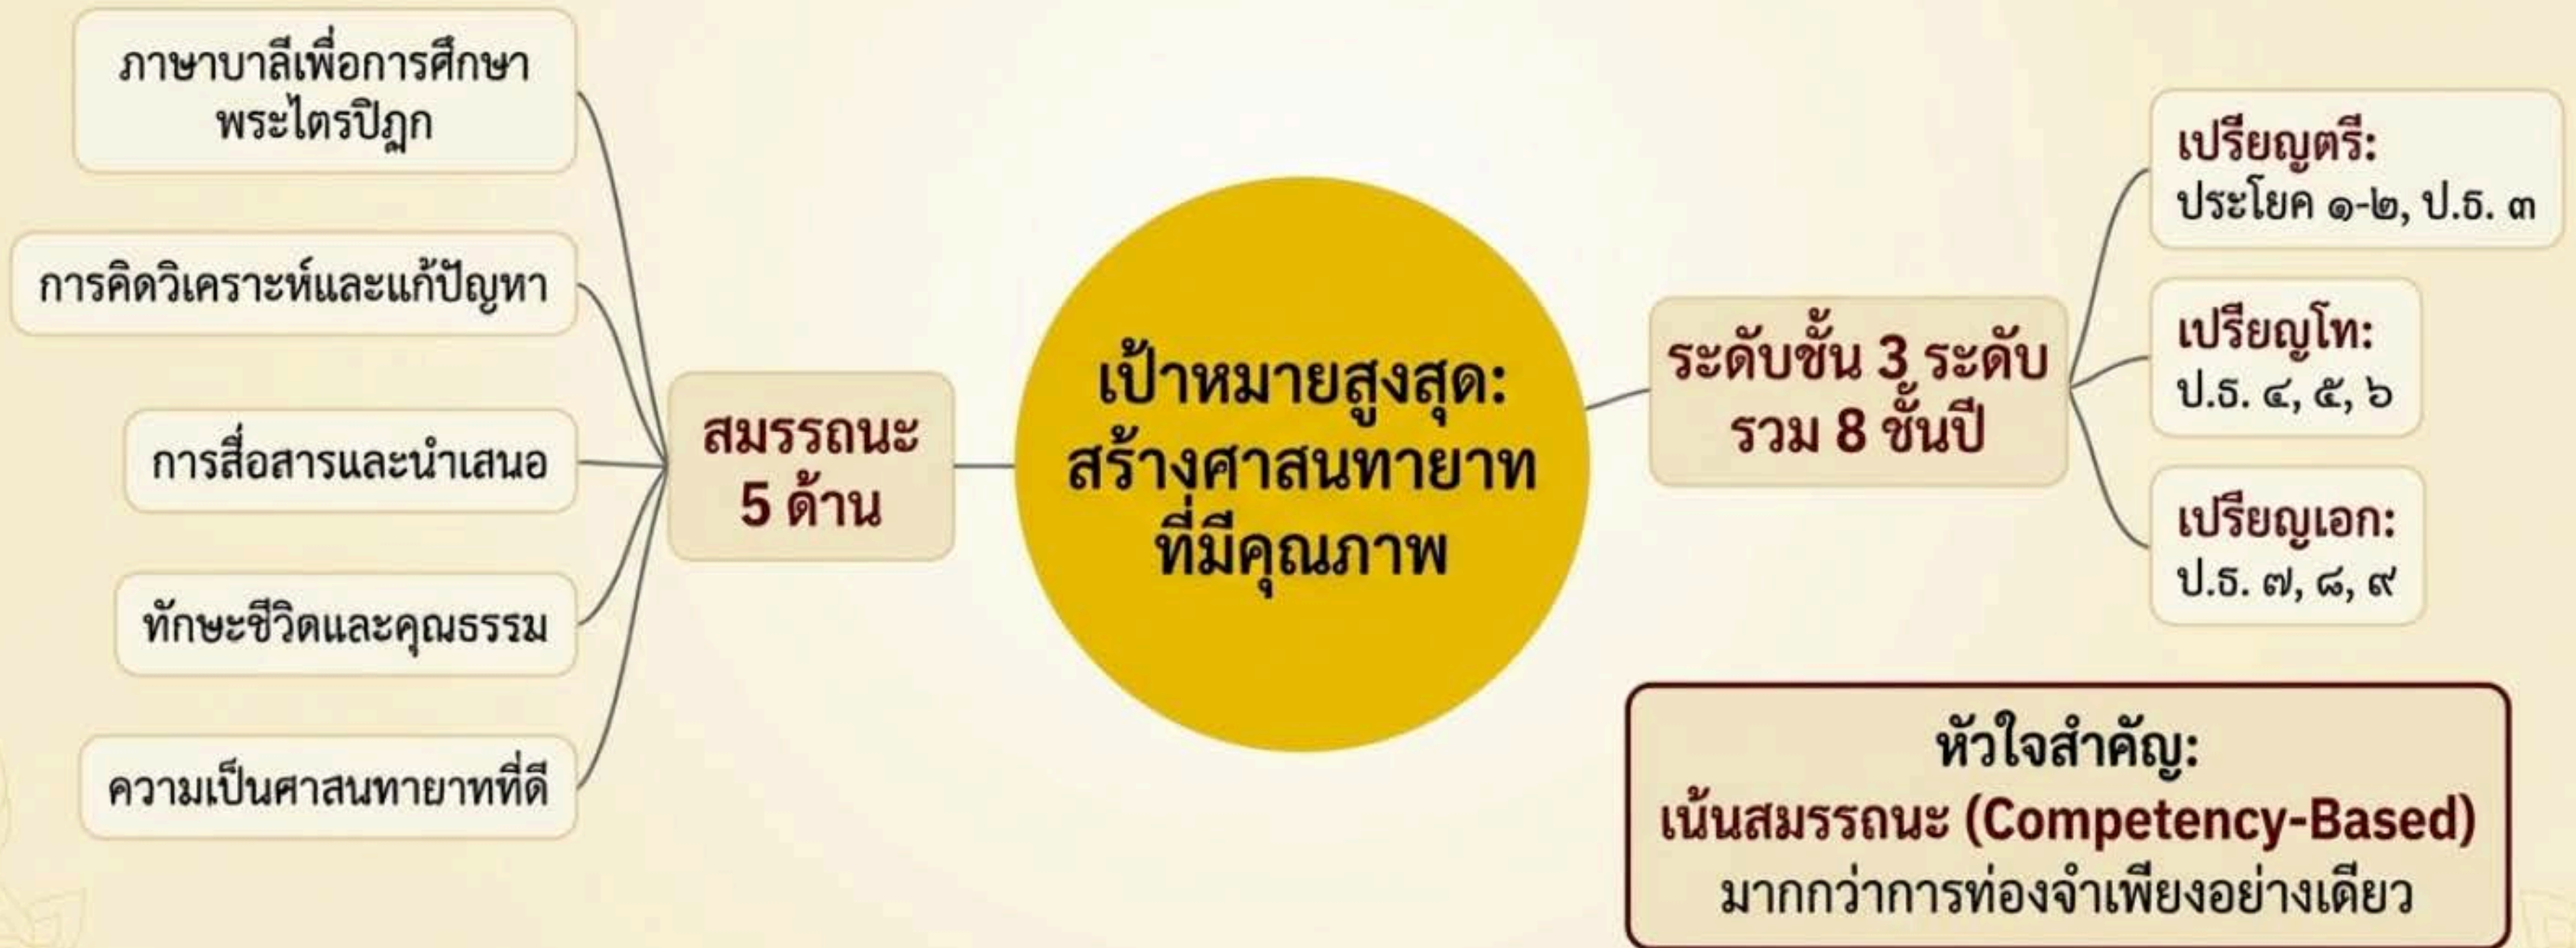 ภาษาบาลีเพื่อการศึกษา
พระไตรปิฎก
การคิดวิเคราะห์และแก้ปัญหา
การสื่อสารและนำเสนอ
ทักษะชีวิตและคุณธรรม
ความเป็นศาสนทายาทที่ดี
สมรรถนะ
5 ด้าน
เป้าหมายสูงสุด:
สร้างศาสนทายาท
ที่มีคุณภาพ
ระดับชั้น 3 ระดับ
รวม 8 ชั้นปี
เปรียญตรี:
ประโยค ๑-๒, ป.ธ. ๓
เปรียญโท:
ป.ธ. ๔, ๕, ๖
เปรียญเอก:
ป.ธ. ๗, ๘, ๙
หัวใจสำคัญ:
เน้นสมรรถนะ (Competency-Based)
มากกว่าการท่องจำเพียงอย่างเดียว